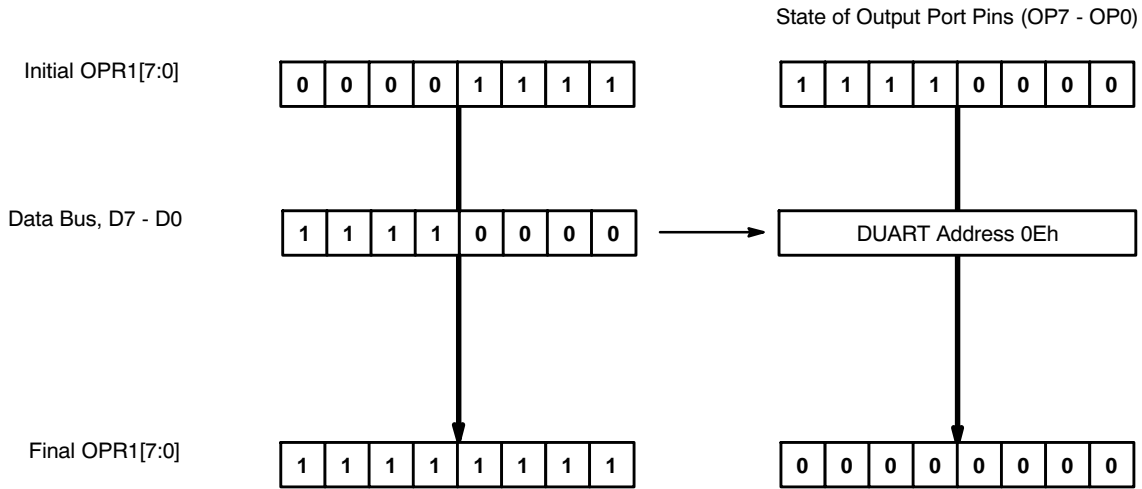 State of Output Port Pins (OP7 - OP0)
Initial OPR1[7:0] 0 0 0 0 1 1 1 1 1 1 1 1 0 0 0 0
Data Bus, D7 - D0 1 1 1 1 0 0 0 0 DUART Address 0Eh
Final OPR1[7:0] 1 1 1 1 1 1 1 1 0 0 0 0 0 0 0 0